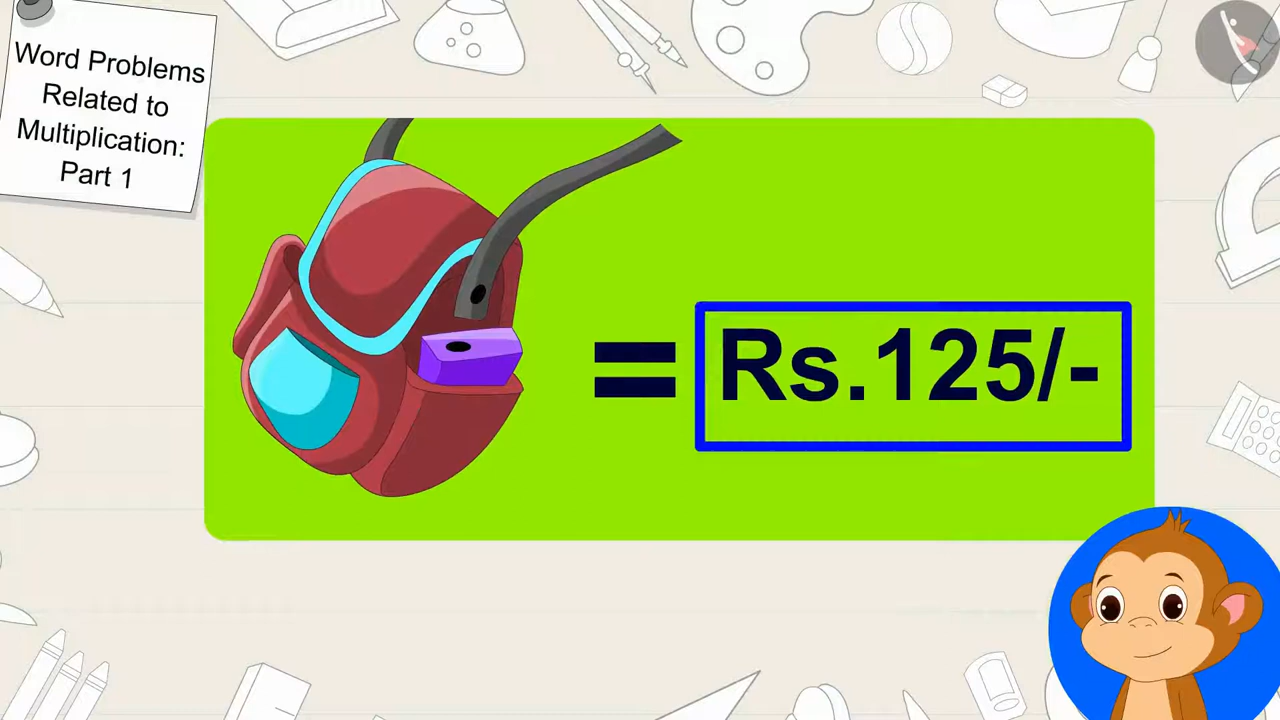 Word Problems
Related to
Multiplication:
Part 1
= Rs.125/-